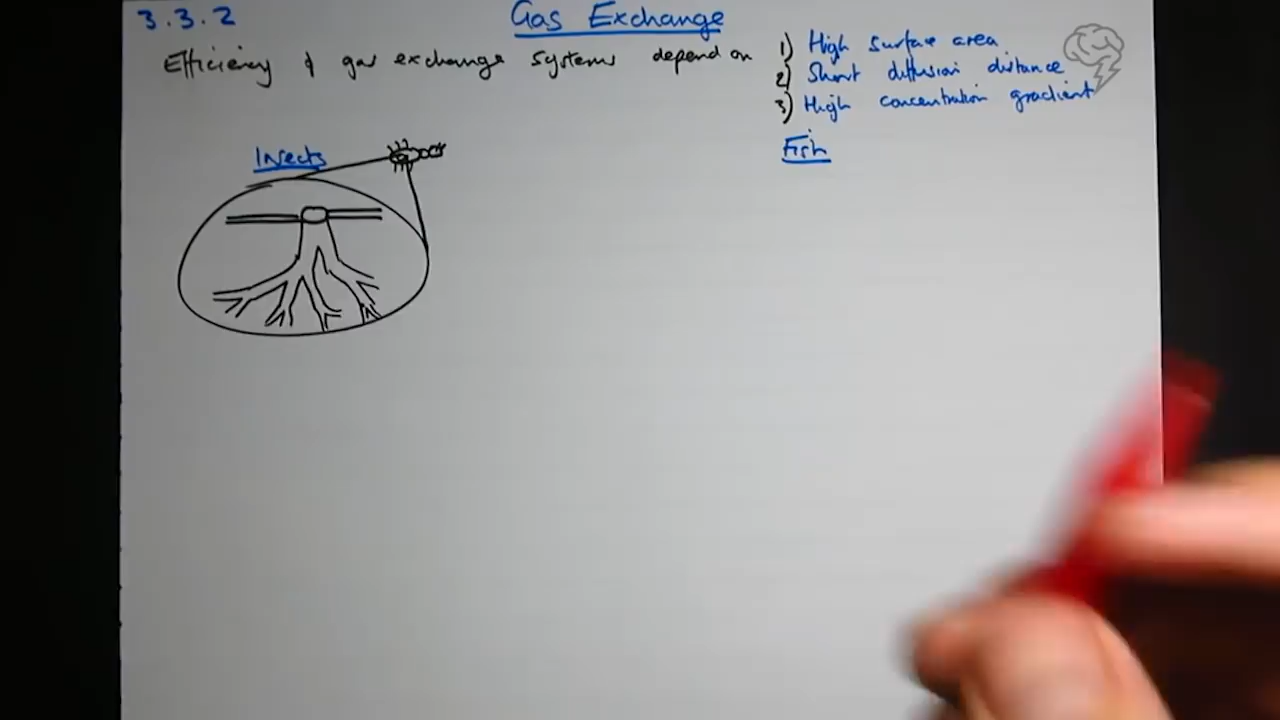 3.3.2
Gas Exchange
Efficiency of gas exchange systems depend on
1) High surface area
2) Short diffusion distance
3) High concentration gradient
Insects
Fish